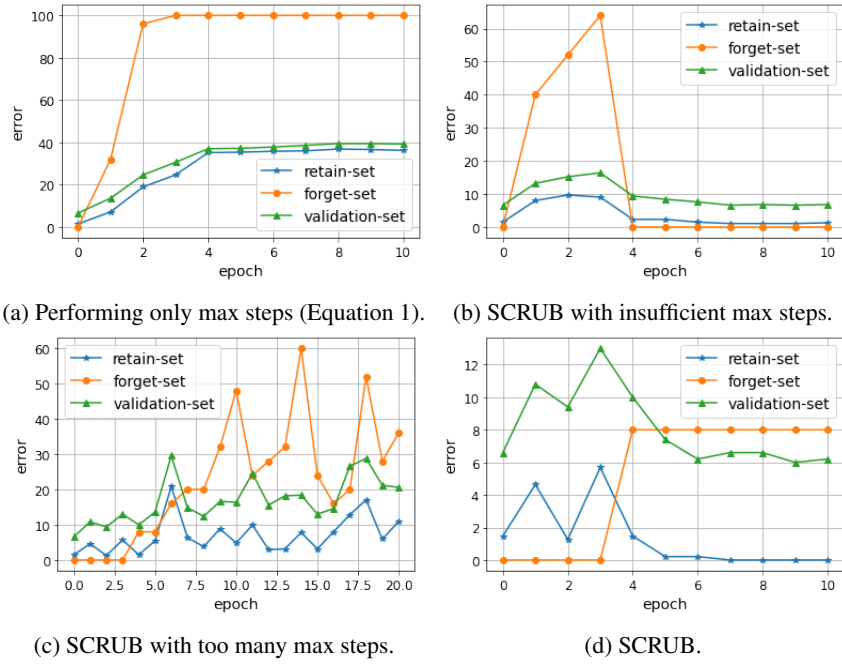 100
80
60
40
20
0
error
retain-set
forget-set
validation-set
0 2 4 6 8 10
epoch
(a) Performing only max steps (Equation 1).
60
50
40
30
20
10
0
error
retain-set
forget-set
validation-set
0 2 4 6 8 10
epoch
(b) SCRUB with insufficient max steps.
60
50
40
30
20
10
0
error
retain-set
forget-set
validation-set
0.0 2.5 5.0 7.5 10.0 12.5 15.0 17.5 20.0
epoch
(c) SCRUB with too many max steps.
12
10
8
6
4
2
0
error
retain-set
forget-set
validation-set
0 2 4 6 8 10
epoch
(d) SCRUB.